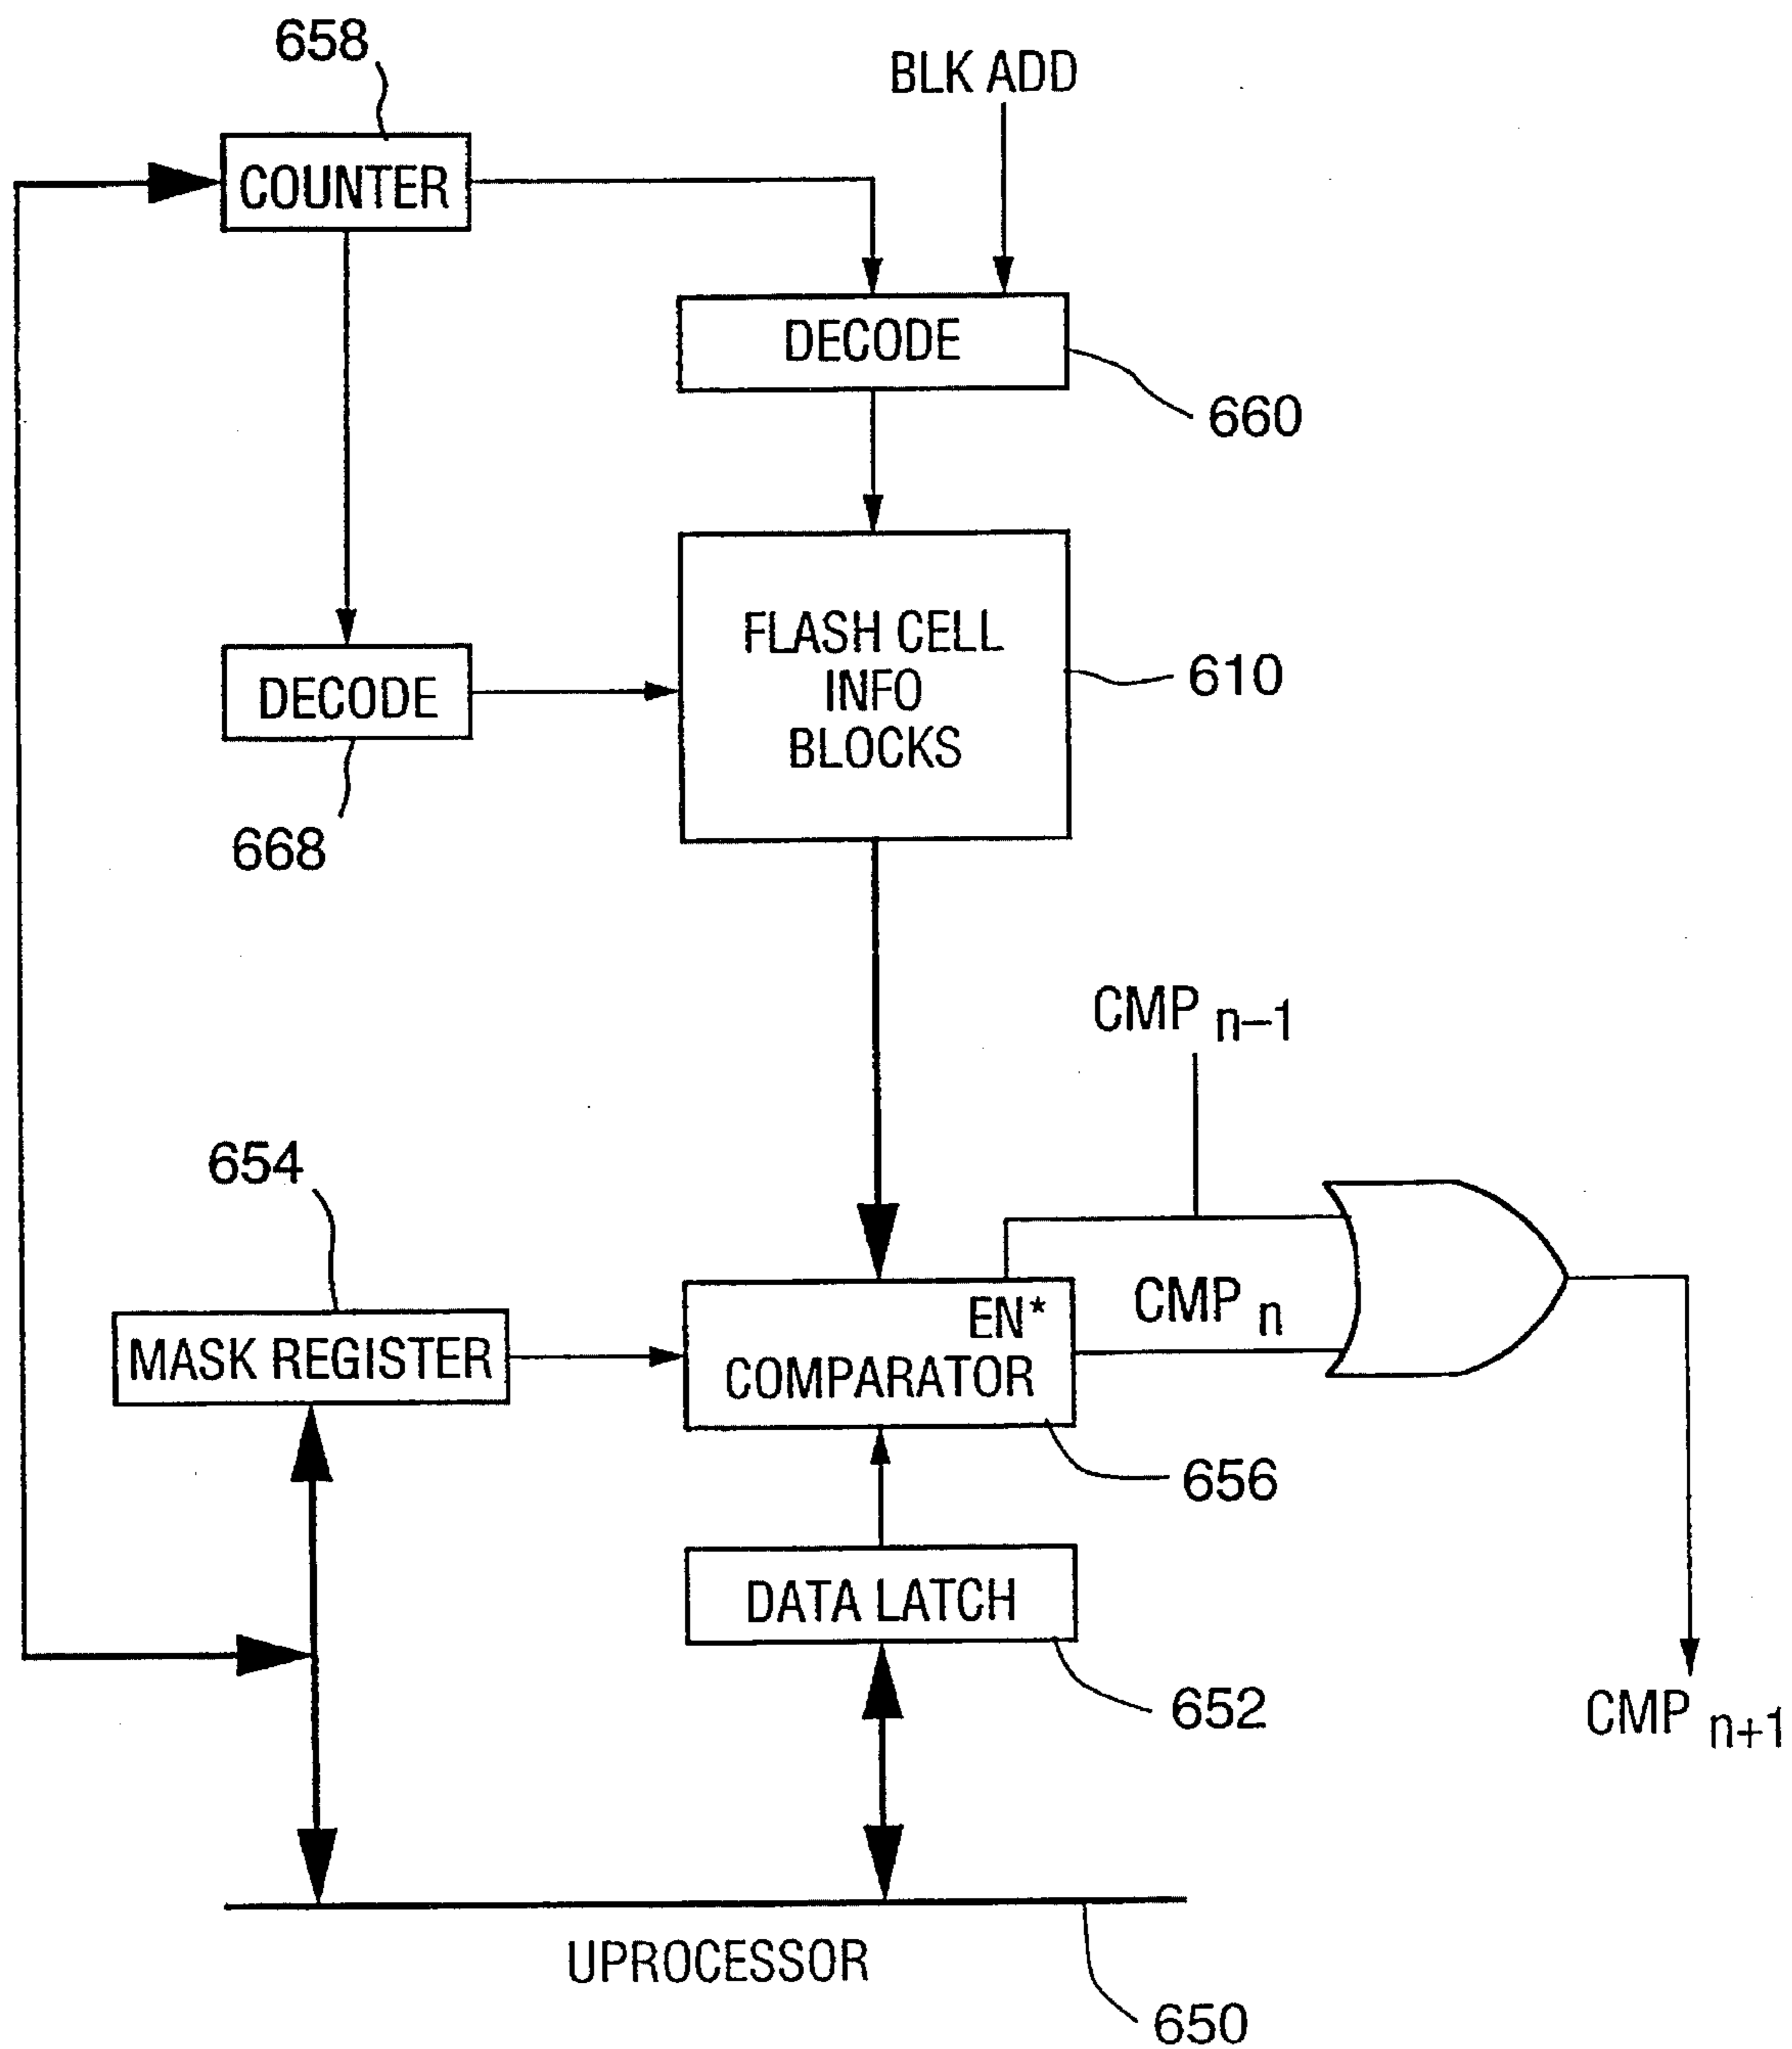 658
BLK ADD
COUNTER
DECODE
660
FLASH CELL
INFO
BLOCKS
610
DECODE
668
CMP n–1
654
EN*
CMP n
MASK REGISTER
COMPARATOR
656
DATA LATCH
652
CMP n+1
UPROCESSOR
650